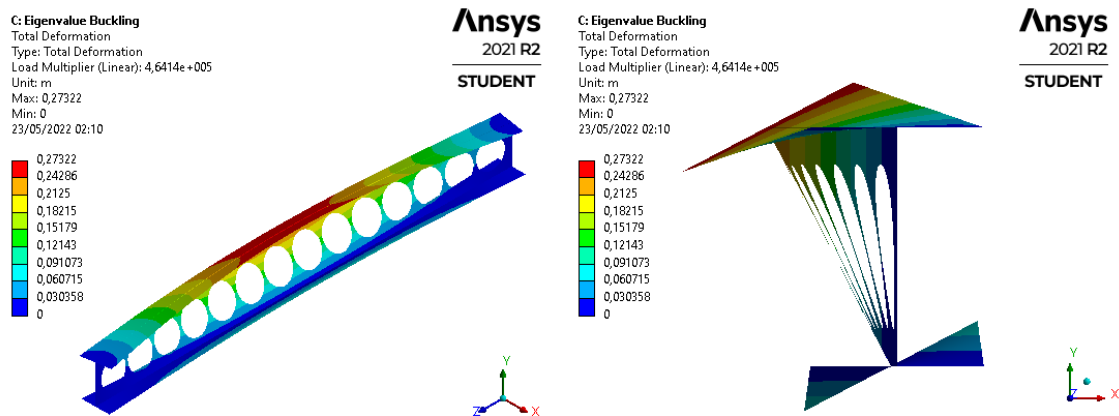 C: Eigenvalue Buckling
Total Deformation
Type: Total Deformation
Load Multiplier (Linear): 4,6414e+005
Unit: m
Max: 0,27322
Min: 0
23/05/2022 02:10
0,27322
0,24286
0,2125
0,18215
0,15179
0,12143
0,091073
0,060715
0,030358
0
Ansys
2021 R2
STUDENT
Y
Z
X
C: Eigenvalue Buckling
Total Deformation
Type: Total Deformation
Load Multiplier (Linear): 4,6414e+005
Unit: m
Max: 0,27322
Min: 0
23/05/2022 02:10
0,27322
0,24286
0,2125
0,18215
0,15179
0,12143
0,091073
0,060715
0,030358
0
Ansys
2021 R2
STUDENT
Y
Z
X